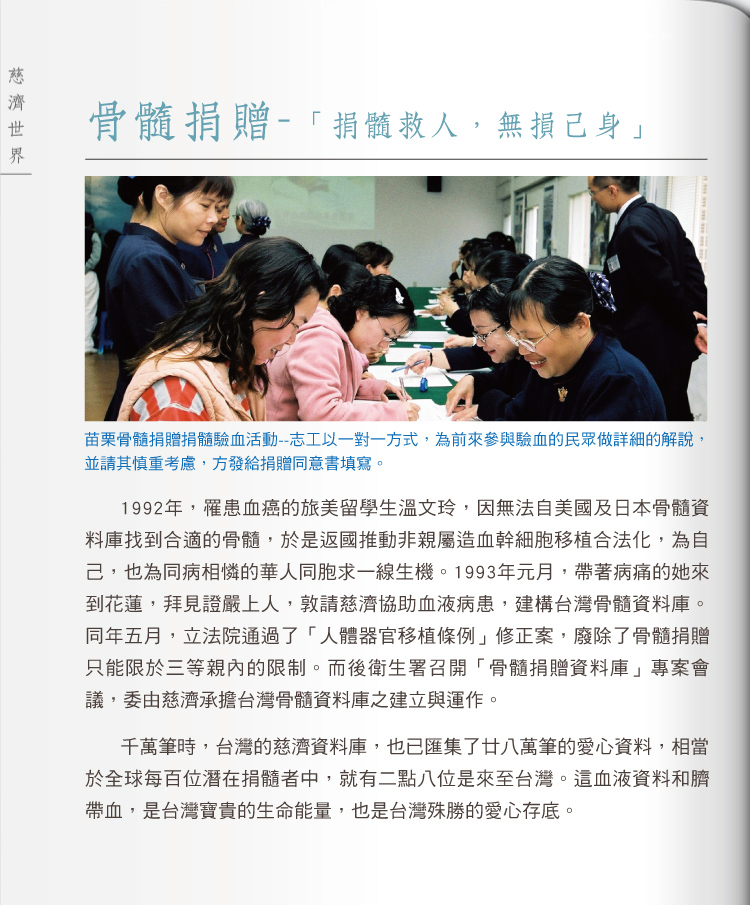 慈濟世界
骨髓捐贈-「捐髓救人，無損己身」
苗栗骨髓捐贈捐髓驗血活動--志工以一對一方式，為前來參與驗血的民眾做詳細的解說，
並請其慎重考慮，方發給捐贈同意書填寫。
1992年，罹患血癌的旅美留學生溫文玲，因無法自美國及日本骨髓資
料庫找到合適的骨髓，於是返國推動非親屬造血幹細胞移植合法化，為自
己，也為同病相憐的華人同胞求一線生機。1993年元月，帶著病痛的她來
到花蓮，拜見證嚴上人，敦請慈濟協助血液病患，建構台灣骨髓資料庫。
同年五月，立法院通過了「人體器官移植條例」修正案，廢除了骨髓捐贈
只能限於三等親內的限制。而後衛生署召開「骨髓捐贈資料庫」專案會
議，委由慈濟承擔台灣骨髓資料庫之建立與運作。
千萬筆時，台灣的慈濟資料庫，也已匯集了廿八萬筆的愛心資料，相當
於全球每百位潛在捐髓者中，就有二點八位是來至台灣。這血液資料和臍
帶血，是台灣寶貴的生命能量，也是台灣殊勝的愛心存底。